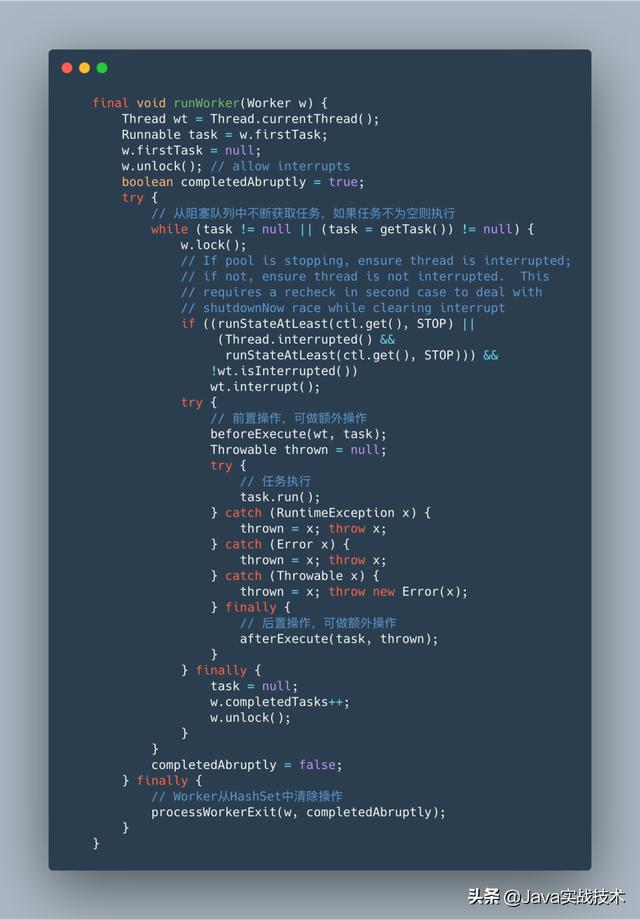 final void runWorker(Worker w) {
    Thread wt = Thread.currentThread();
    Runnable task = w.firstTask;
    w.firstTask = null;
    w.unlock(); // allow interrupts
    boolean completedAbruptly = true;
    try {
        // 从阻塞队列中不断获取任务，如果任务不为空则执行
        while (task != null || (task = getTask()) != null) {
            w.lock();
            // If pool is stopping, ensure thread is interrupted;
            // if not, ensure thread is not interrupted.  This
            // requires a recheck in second case to deal with
            // shutdownNow race while clearing interrupt
            if ((runStateAtLeast(ctl.get(), STOP) ||
                 (Thread.interrupted() &&
                  runStateAtLeast(ctl.get(), STOP))) &&
                !wt.isInterrupted())
                wt.interrupt();
            try {
                // 前置操作，可做额外操作
                beforeExecute(wt, task);
                Throwable thrown = null;
                try {
                    // 任务执行
                    task.run();
                } catch (RuntimeException x) {
                    thrown = x; throw x;
                } catch (Error x) {
                    thrown = x; throw x;
                } catch (Throwable x) {
                    thrown = x; throw new Error(x);
                } finally {
                    // 后置操作，可做额外操作
                    afterExecute(task, thrown);
                }
            } finally {
                task = null;
                w.completedTasks++;
                w.unlock();
            }
        }
        completedAbruptly = false;
    } finally {
        // Worker从HashSet中清除操作
        processWorkerExit(w, completedAbruptly);
    }
}
头条 @Java实战技术